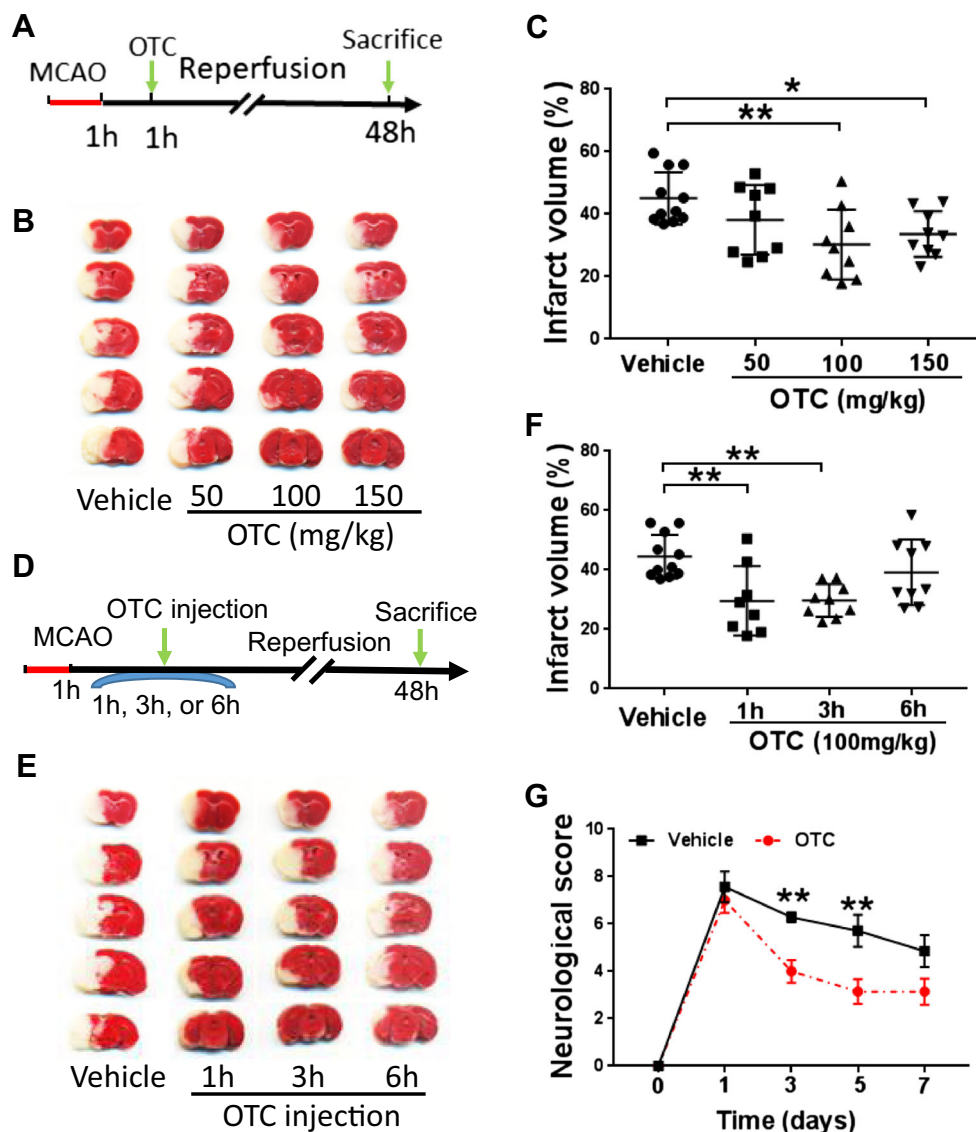 A
MCAO
OTC
Reperfusion
Sacrifice
1h
1h
48h
B
Vehicle
50
100
150
OTC (mg/kg)
C
Infarct volume (%)
80
60
40
20
0
*
**
Vehicle
50
100
150
OTC (mg/kg)
D
OTC injection
MCAO
Reperfusion
Sacrifice
1h
48h
1h, 3h, or 6h
E
Vehicle
1h
3h
6h
OTC injection
F
Infarct volume (%)
80
60
40
20
0
**
**
Vehicle
1h
3h
6h
OTC (100mg/kg)
G
Neurological score
10
8
6
4
2
0
Vehicle
OTC
**
**
0
1
3
5
7
Time (days)